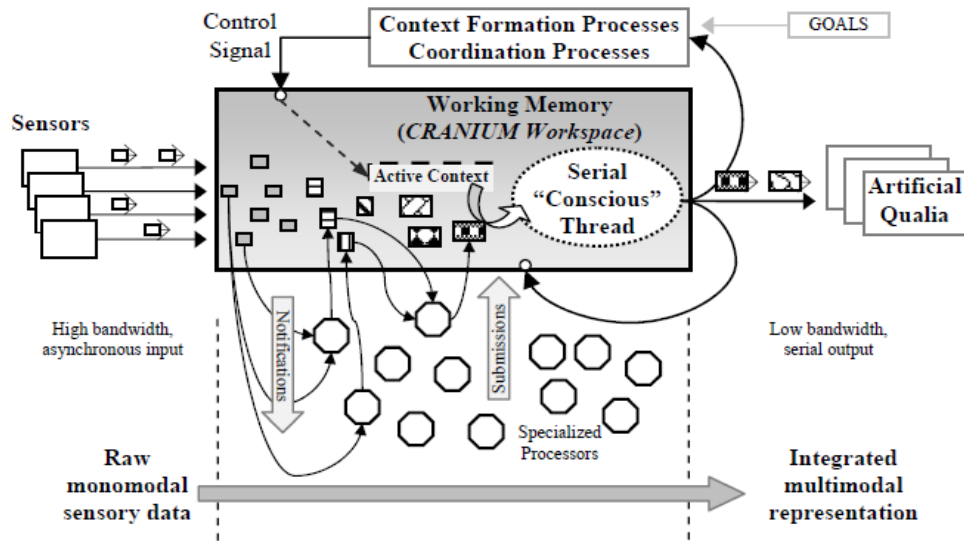 Control
Signal
Context Formation Processes
Coordination Processes
GOALS
Sensors
Working Memory
(CRANIUM Workspace)
Active Context
Serial
“Conscious”
Thread
Artificial
Qualia
High bandwidth,
asynchronous input
Notifications
Submissions
Low bandwidth,
serial output
Specialized
Processors
Raw
monomodal
sensory data
Integrated
multimodal
representation